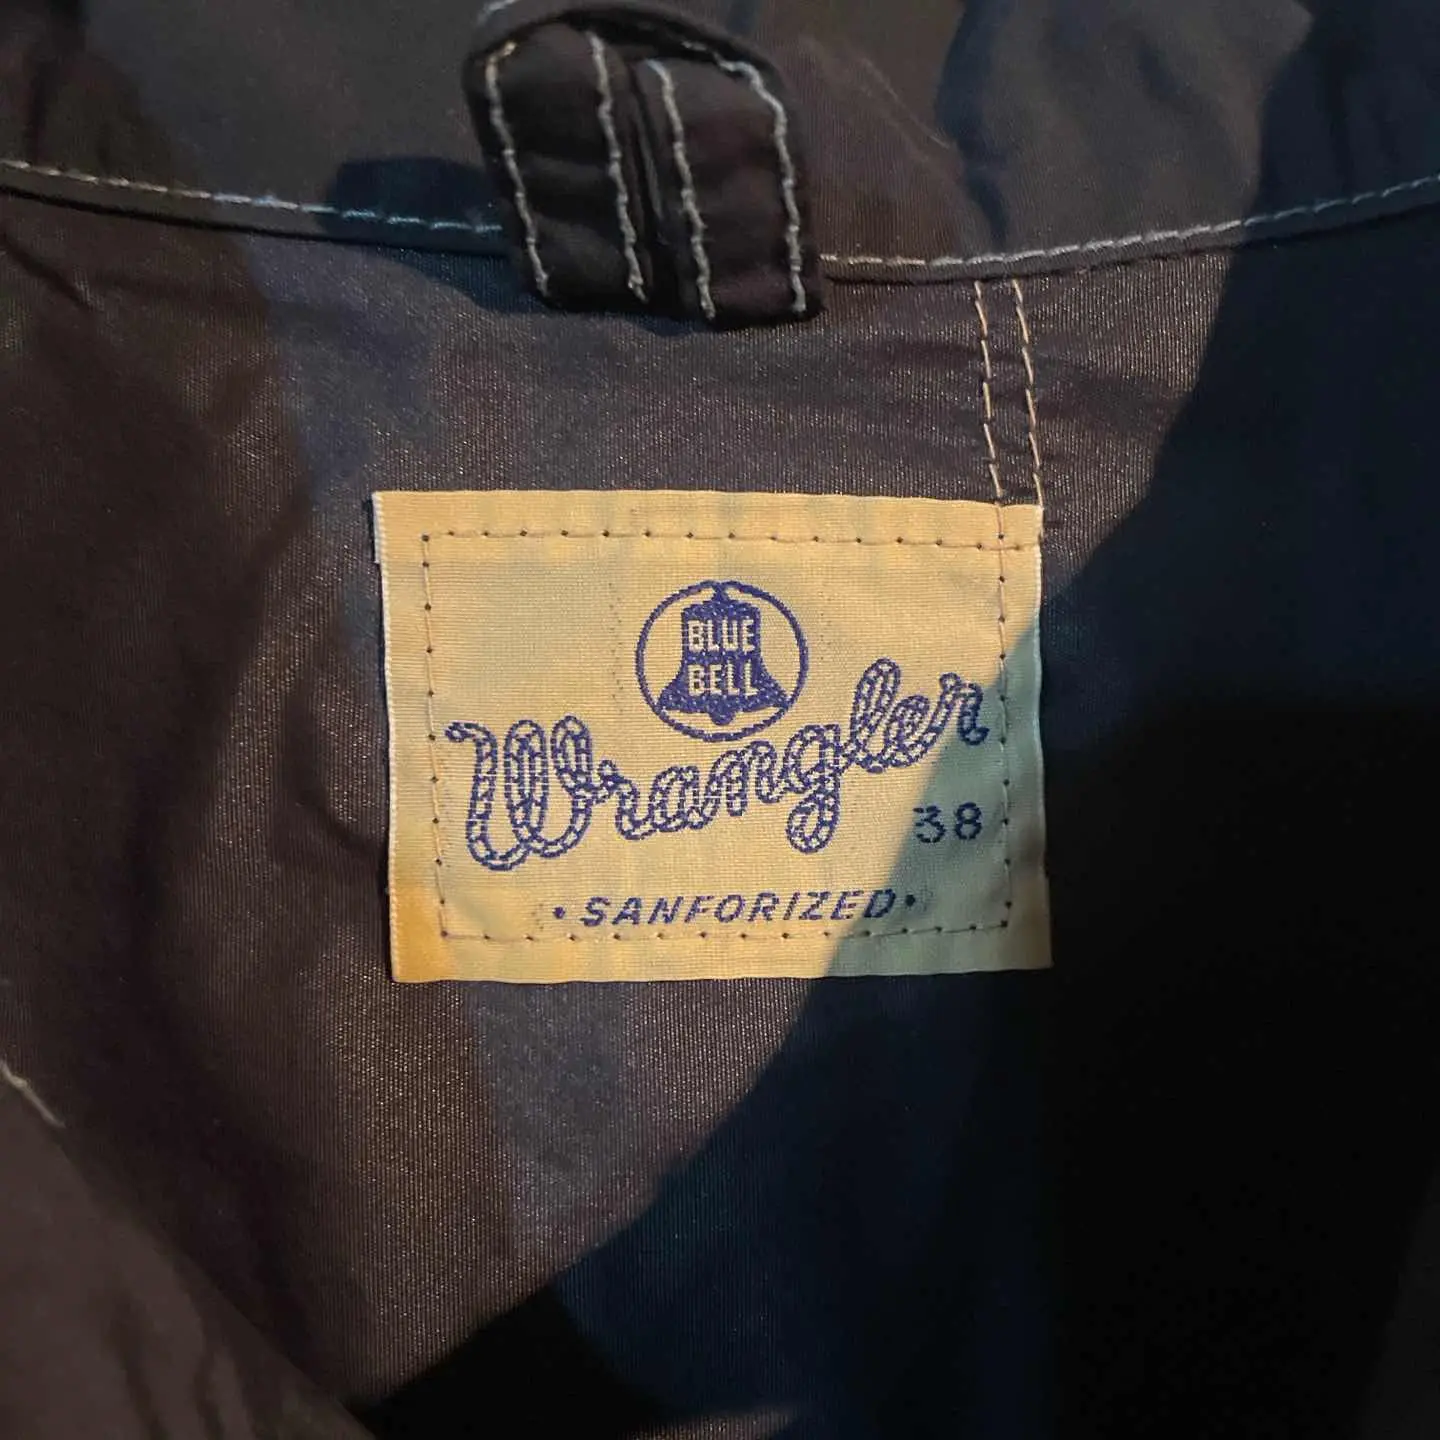 BLUE
BELL
Wrangler
38
·SANFORIZED·